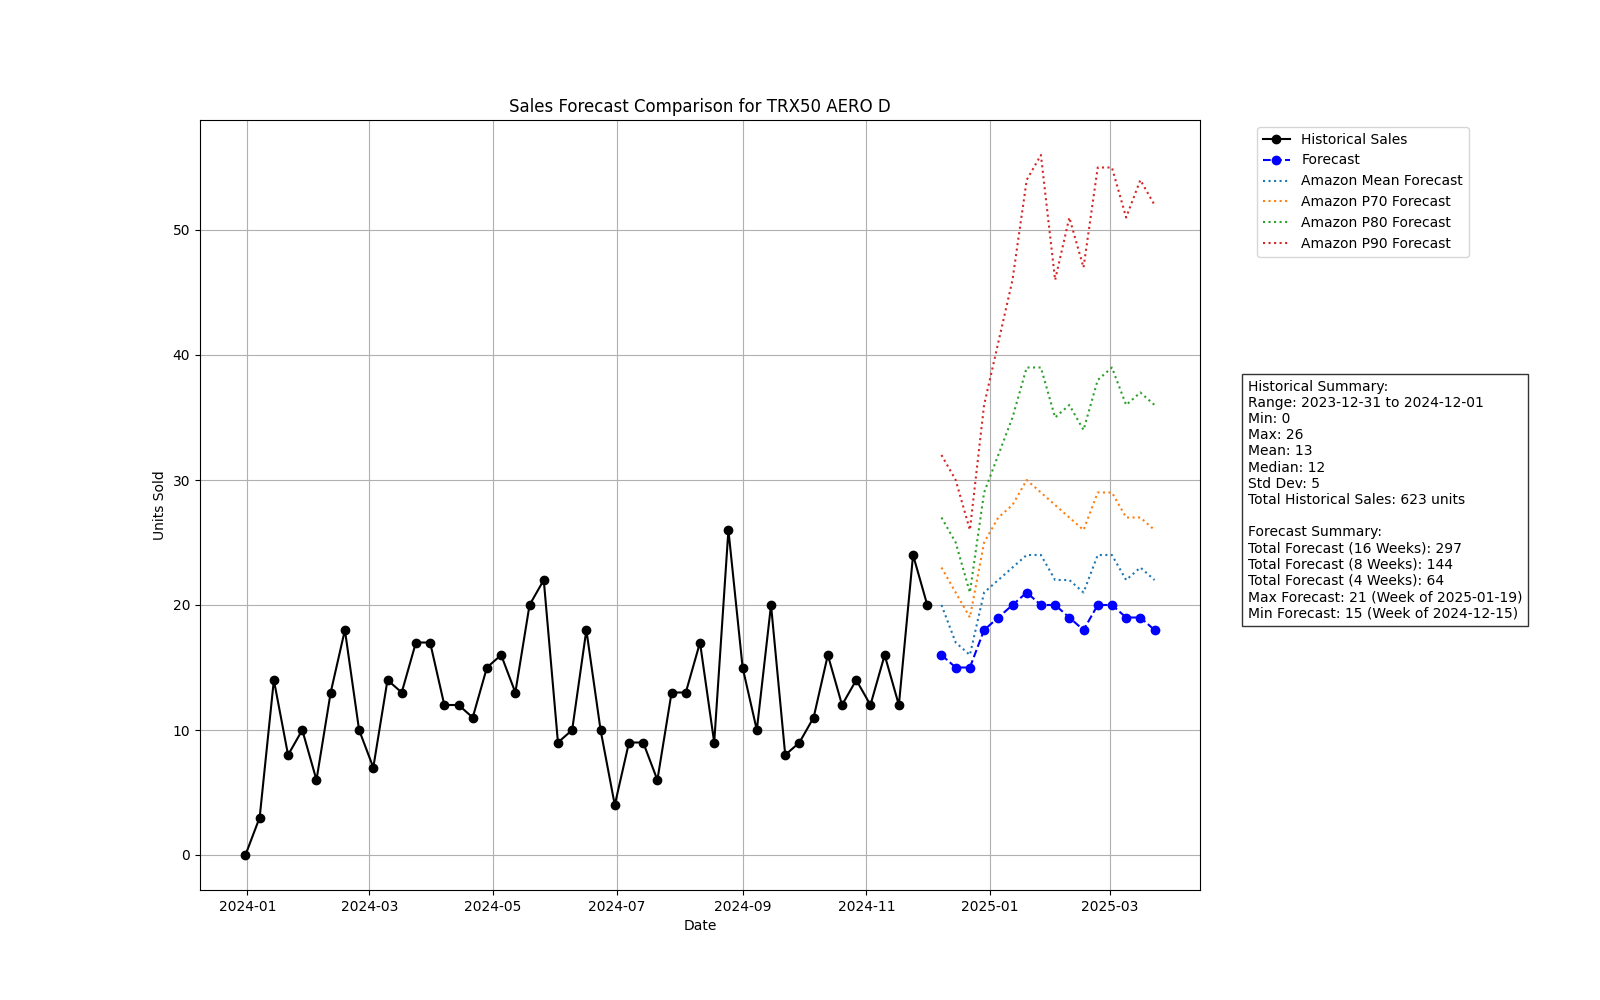 Sales Forecast Comparison for TRX50 AERO D
Historical Sales
Forecast
Amazon Mean Forecast
Amazon P70 Forecast
Amazon P80 Forecast
Amazon P90 Forecast
50
40
30
20
10
0
Units Sold
2024-01
2024-03
2024-05
2024-07
2024-09
2024-11
2025-01
2025-03
Date
Historical Summary:
Range: 2023-12-31 to 2024-12-01
Min: 0
Max: 26
Mean: 13
Median: 12
Std Dev: 5
Total Historical Sales: 623 units
Forecast Summary:
Total Forecast (16 Weeks): 297
Total Forecast (8 Weeks): 144
Total Forecast (4 Weeks): 64
Max Forecast: 21 (Week of 2025-01-19)
Min Forecast: 15 (Week of 2024-12-15)